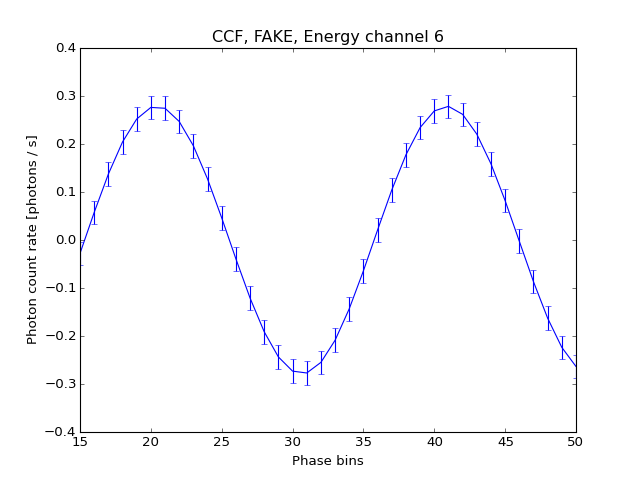 CCF, FAKE, Energy channel 6
Photon count rate [photons / s]
0.4
0.3
0.2
0.1
0.0
−0.1
−0.2
−0.3
−0.4
15 20 25 30 35 40 45 50
Phase bins